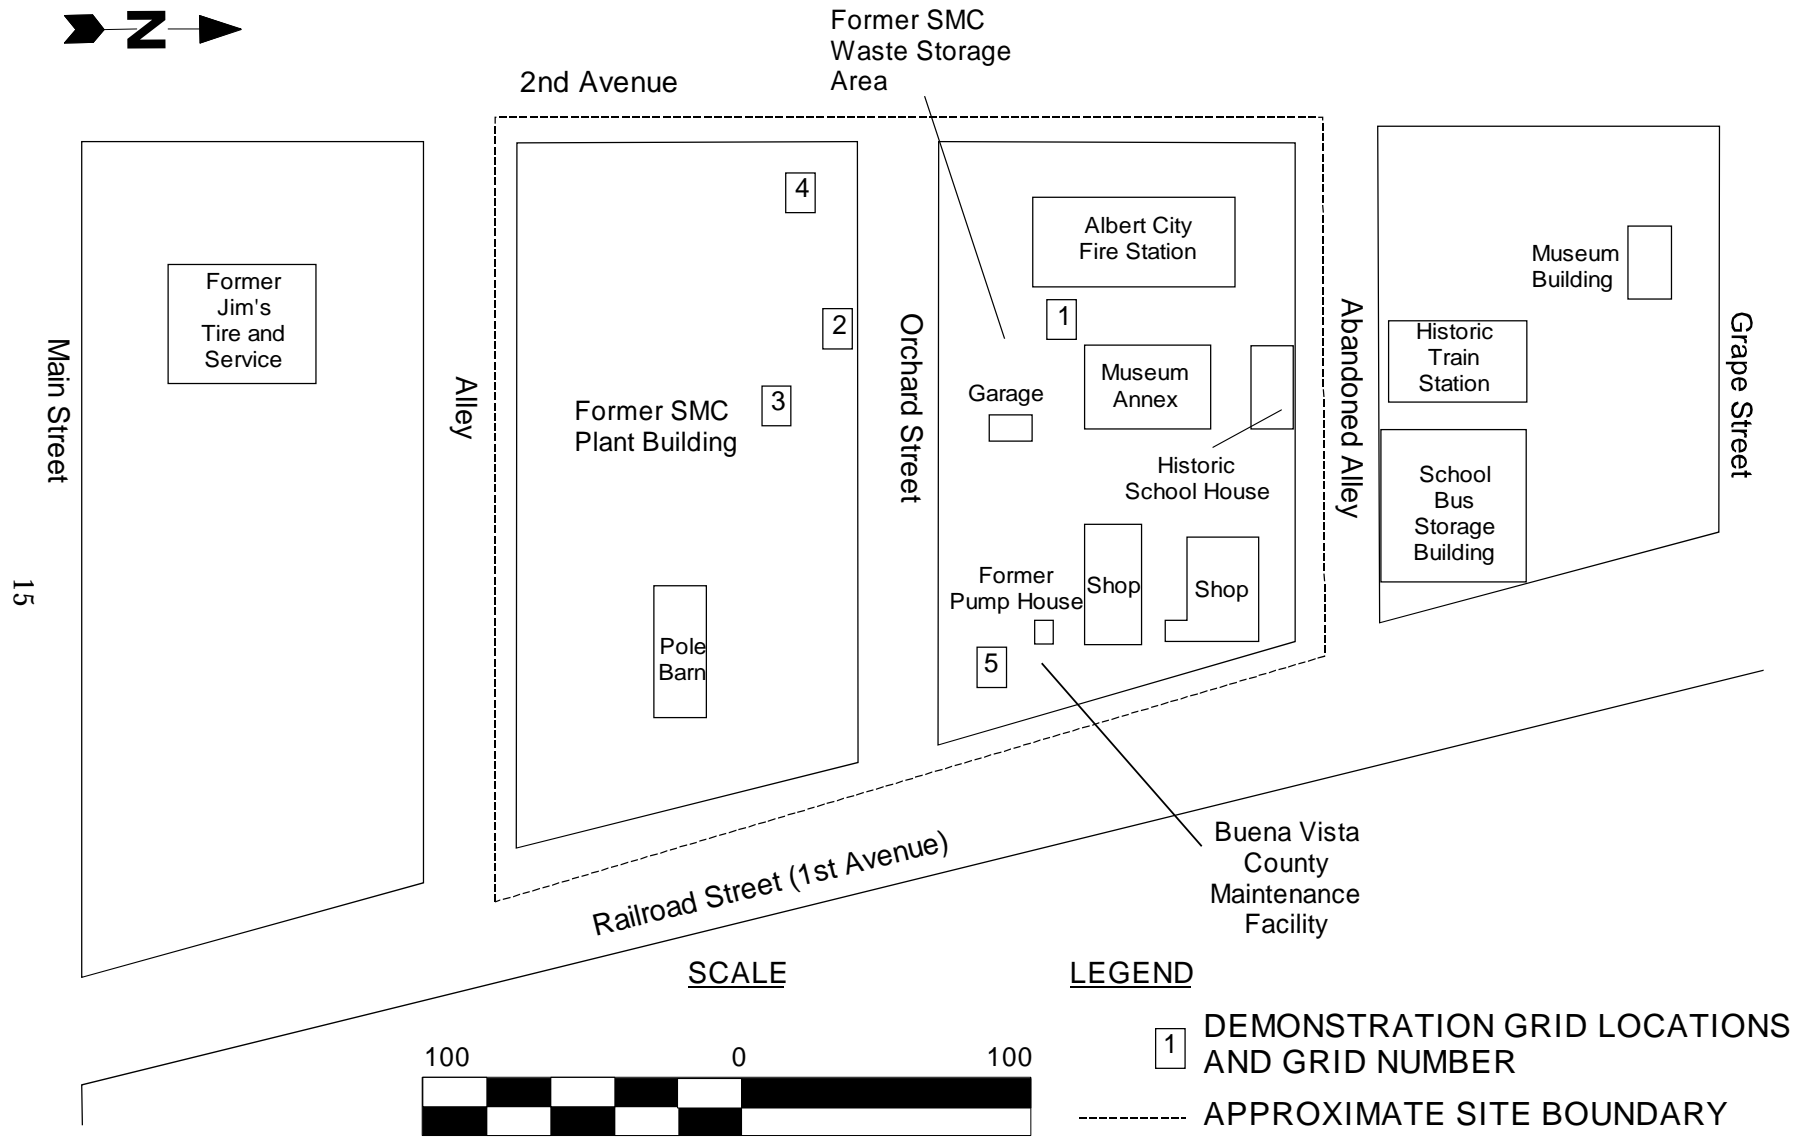 N
Former SMC
Waste Storage
Area
2nd Avenue
4
Albert City
Fire Station
Museum
Building
Former
Jim's
Tire and
Service
2
1
Historic
Train
Station
Main Street
Alley
Orchard Street
Abandoned Alley
Grape Street
3
Former SMC
Plant Building
Garage
Museum
Annex
Historic
School House
School
Bus
Storage
Building
15
Former
Pump House
Shop
Shop
Pole
Barn
5
Railroad Street (1st Avenue)
Buena Vista
County
Maintenance
Facility
SCALE
100 0 100
LEGEND
1
DEMONSTRATION GRID LOCATIONS
AND GRID NUMBER
APPROXIMATE SITE BOUNDARY